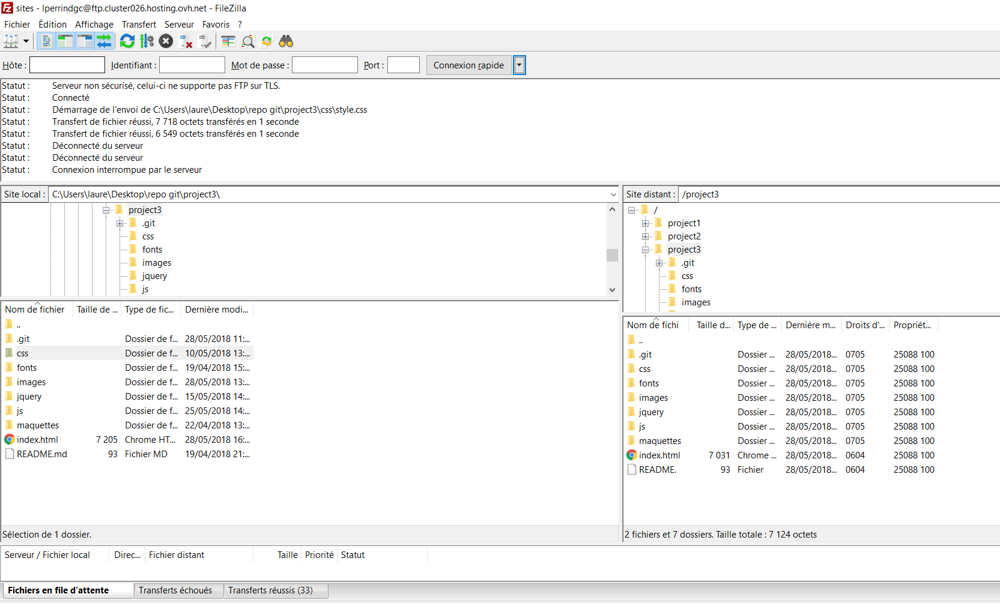 sites - lperrindgc@ftp.cluster026.hosting.ovh.net - FileZilla
Fichier Édition Affichage Transfert Serveur Favoris ?
Hôte : Identifiant : Mot de passe : Port : Connexion rapide
Statut : Serveur non sécurisé, celui-ci ne supporte pas FTP sur TLS.
Statut : Connecté
Statut : Démarrage de l'envoi de C:\Users\laure\Desktop\repo git\project3\css\style.css
Statut : Transfert de fichier réussi, 7 718 octets transférés en 1 seconde
Statut : Transfert de fichier réussi, 6 549 octets transférés en 1 seconde
Statut : Déconnecté du serveur
Statut : Déconnecté du serveur
Statut : Connexion interrompue par le serveur
Site local : C:\Users\laure\Desktop\repo git\project3\
project3
.git
css
fonts
images
jquery
js
Nom de fichier Taille de ... Type de fic... Dernière modi...
..
.git Dossier de f... 28/05/2018 11:...
css Dossier de f... 10/05/2018 13:...
fonts Dossier de f... 19/04/2018 15:...
images Dossier de f... 28/05/2018 13:...
jquery Dossier de f... 15/05/2018 14:...
js Dossier de f... 25/05/2018 14:...
maquettes Dossier de f... 22/04/2018 13:...
index.html 7 205 Chrome HT... 28/05/2018 16:...
README.md 93 Fichier MD 19/04/2018 21:...
Sélection de 1 dossier.
Site distant : /project3
/
project1
project2
project3
.git
css
fonts
images
Nom de fichi Taille d... Type de ... Dernière m... Droits d'... Propriét...
..
.git Dossier ... 28/05/2018... 0705 25088 100
css Dossier ... 28/05/2018... 0705 25088 100
fonts Dossier ... 28/05/2018... 0705 25088 100
images Dossier ... 28/05/2018... 0705 25088 100
jquery Dossier ... 28/05/2018... 0705 25088 100
js Dossier ... 28/05/2018... 0705 25088 100
maquettes Dossier ... 28/05/2018... 0705 25088 100
index.html 7 031 Chrome ... 28/05/2018... 0604 25088 100
README. 93 Fichier 28/05/2018... 0604 25088 100
2 fichiers et 7 dossiers. Taille totale : 7 124 octets
Serveur / Fichier local Direc... Fichier distant Taille Priorité Statut
Fichiers en file d'attente Transferts échoués Transferts réussis (33)